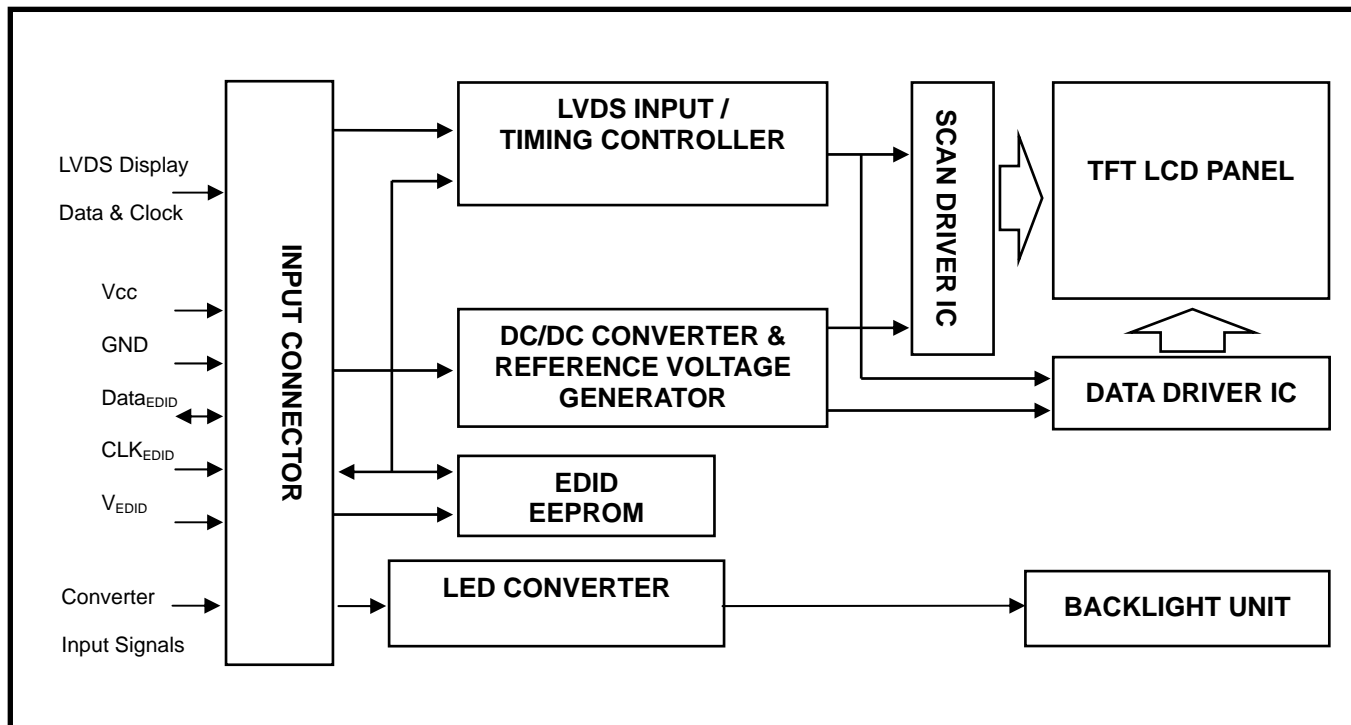 LVDS Display
Data & Clock
Vcc
GND
DataEDID
CLKEDID
VEDID
Converter
Input Signals
INPUT CONNECTOR
LVDS INPUT /
TIMING CONTROLLER
DC/DC CONVERTER &
REFERENCE VOLTAGE
GENERATOR
EDID
EEPROM
LED CONVERTER
SCAN DRIVER IC
TFT LCD PANEL
DATA DRIVER IC
BACKLIGHT UNIT